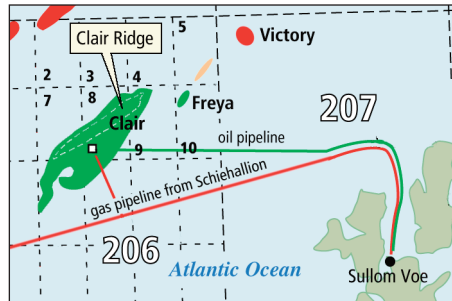 5
Clair Ridge
Victory
2
3
4
7
8
Freya
207
Clair
oil pipeline
9
10
gas pipeline from Schiehallion
206
Atlantic Ocean
Sullom Voe